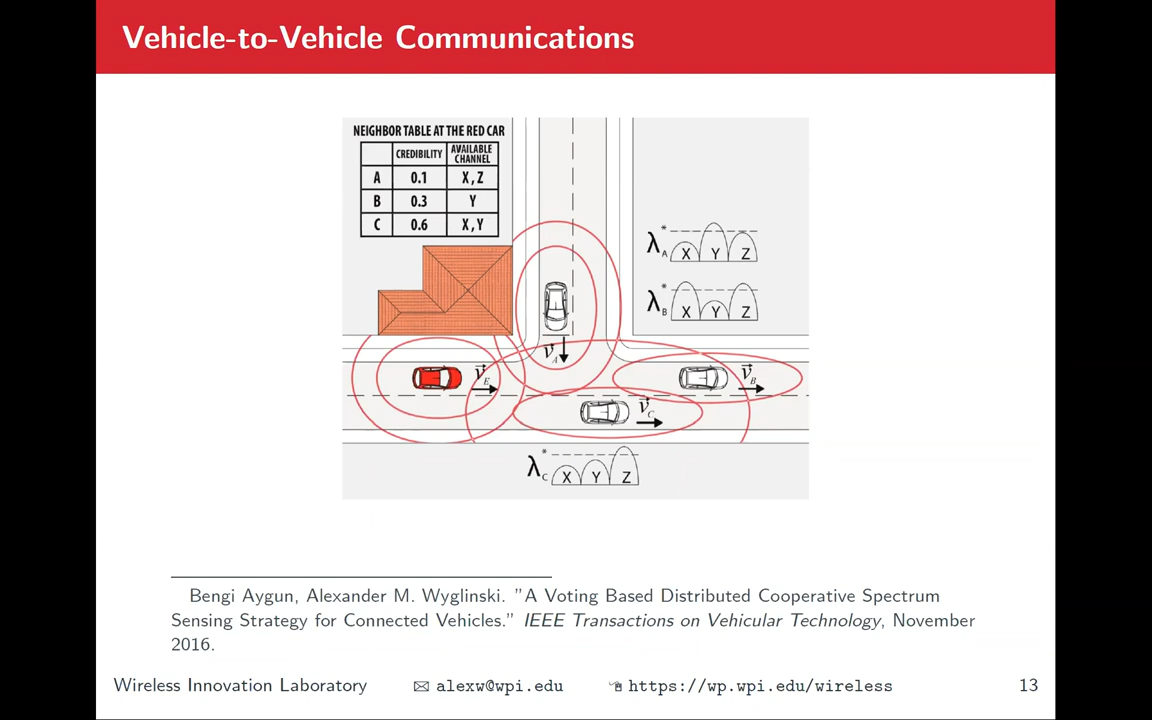 Vehicle-to-Vehicle Communications
NEIGHBOR TABLE AT THE RED CAR
CREDIBILITY AVAILABLE CHANNEL
A 0.1 X, Z
B 0.3 Y
C 0.6 X, Y
λ*A X Y Z
λ*B X Y Z
v⃗A
v⃗E
v⃗B
v⃗C
λ*C X Y Z
Bengi Aygun, Alexander M. Wyglinski. "A Voting Based Distributed Cooperative Spectrum
Sensing Strategy for Connected Vehicles." IEEE Transactions on Vehicular Technology, November
2016.
Wireless Innovation Laboratory alexw@wpi.edu https://wp.wpi.edu/wireless 13